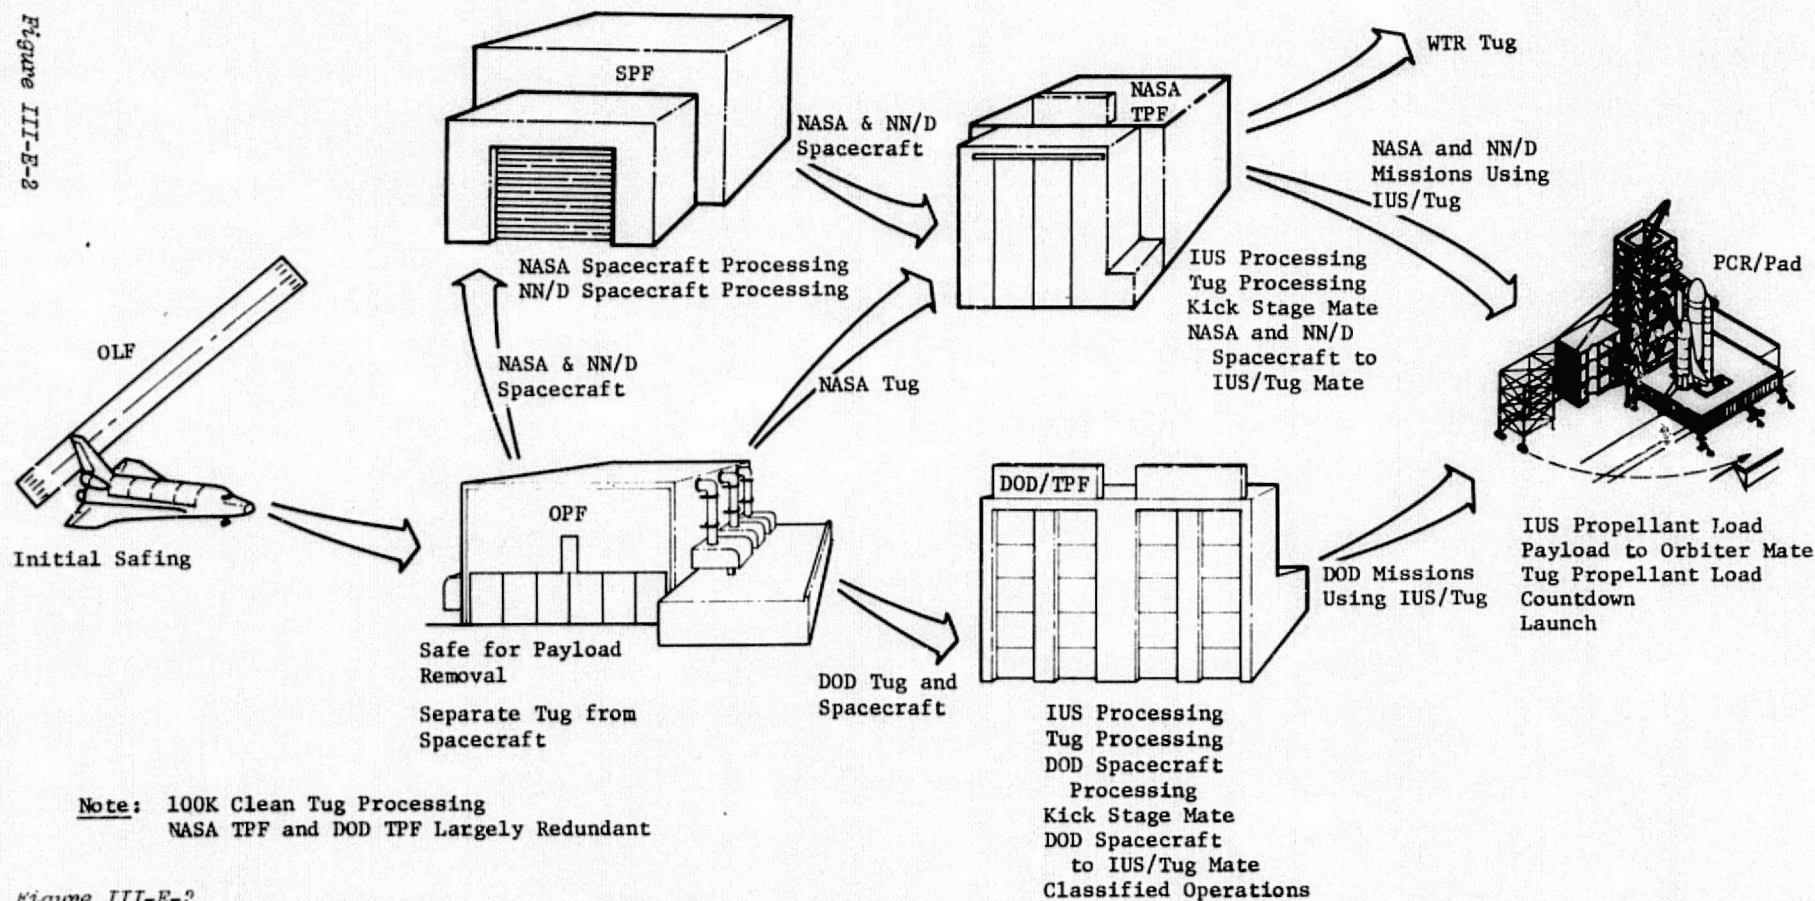 Figure III-E-2
SPF
NASA Spacecraft Processing
NN/D Spacecraft Processing
NASA & NN/D
Spacecraft
NASA
TPF
WTR Tug
NASA and NN/D
Missions Using
IUS/Tug
IUS Processing
Tug Processing
Kick Stage Mate
NASA and NN/D
Spacecraft to
IUS/Tug Mate
PCR/Pad
OLF
Initial Safing
NASA & NN/D
Spacecraft
NASA Tug
OPF
Safe for Payload
Removal
Separate Tug from
Spacecraft
DOD Tug and
Spacecraft
DOD/TPF
IUS Processing
Tug Processing
DOD Spacecraft
Processing
Kick Stage Mate
DOD Spacecraft
to IUS/Tug Mate
Classified Operations
DOD Missions
Using IUS/Tug
IUS Propellant Load
Payload to Orbiter Mate
Tug Propellant Load
Countdown
Launch
Note: 100K Clean Tug Processing
NASA TPF and DOD TPF Largely Redundant
Figure III-E-2